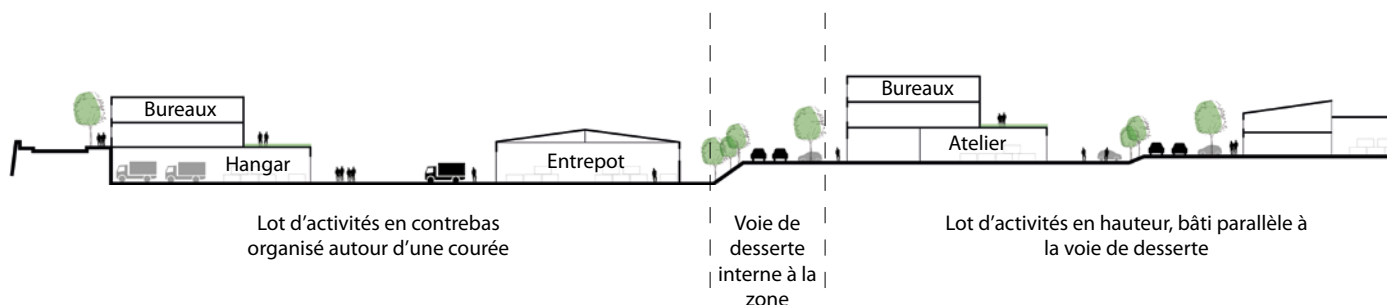 Bureaux
Hangar
Entrepot
Bureaux
Atelier
Lot d’activités en contrebas
organisé autour d’une courée
Voie de
desserte
interne à la
zone
Lot d’activités en hauteur, bâti parallèle à
la voie de desserte